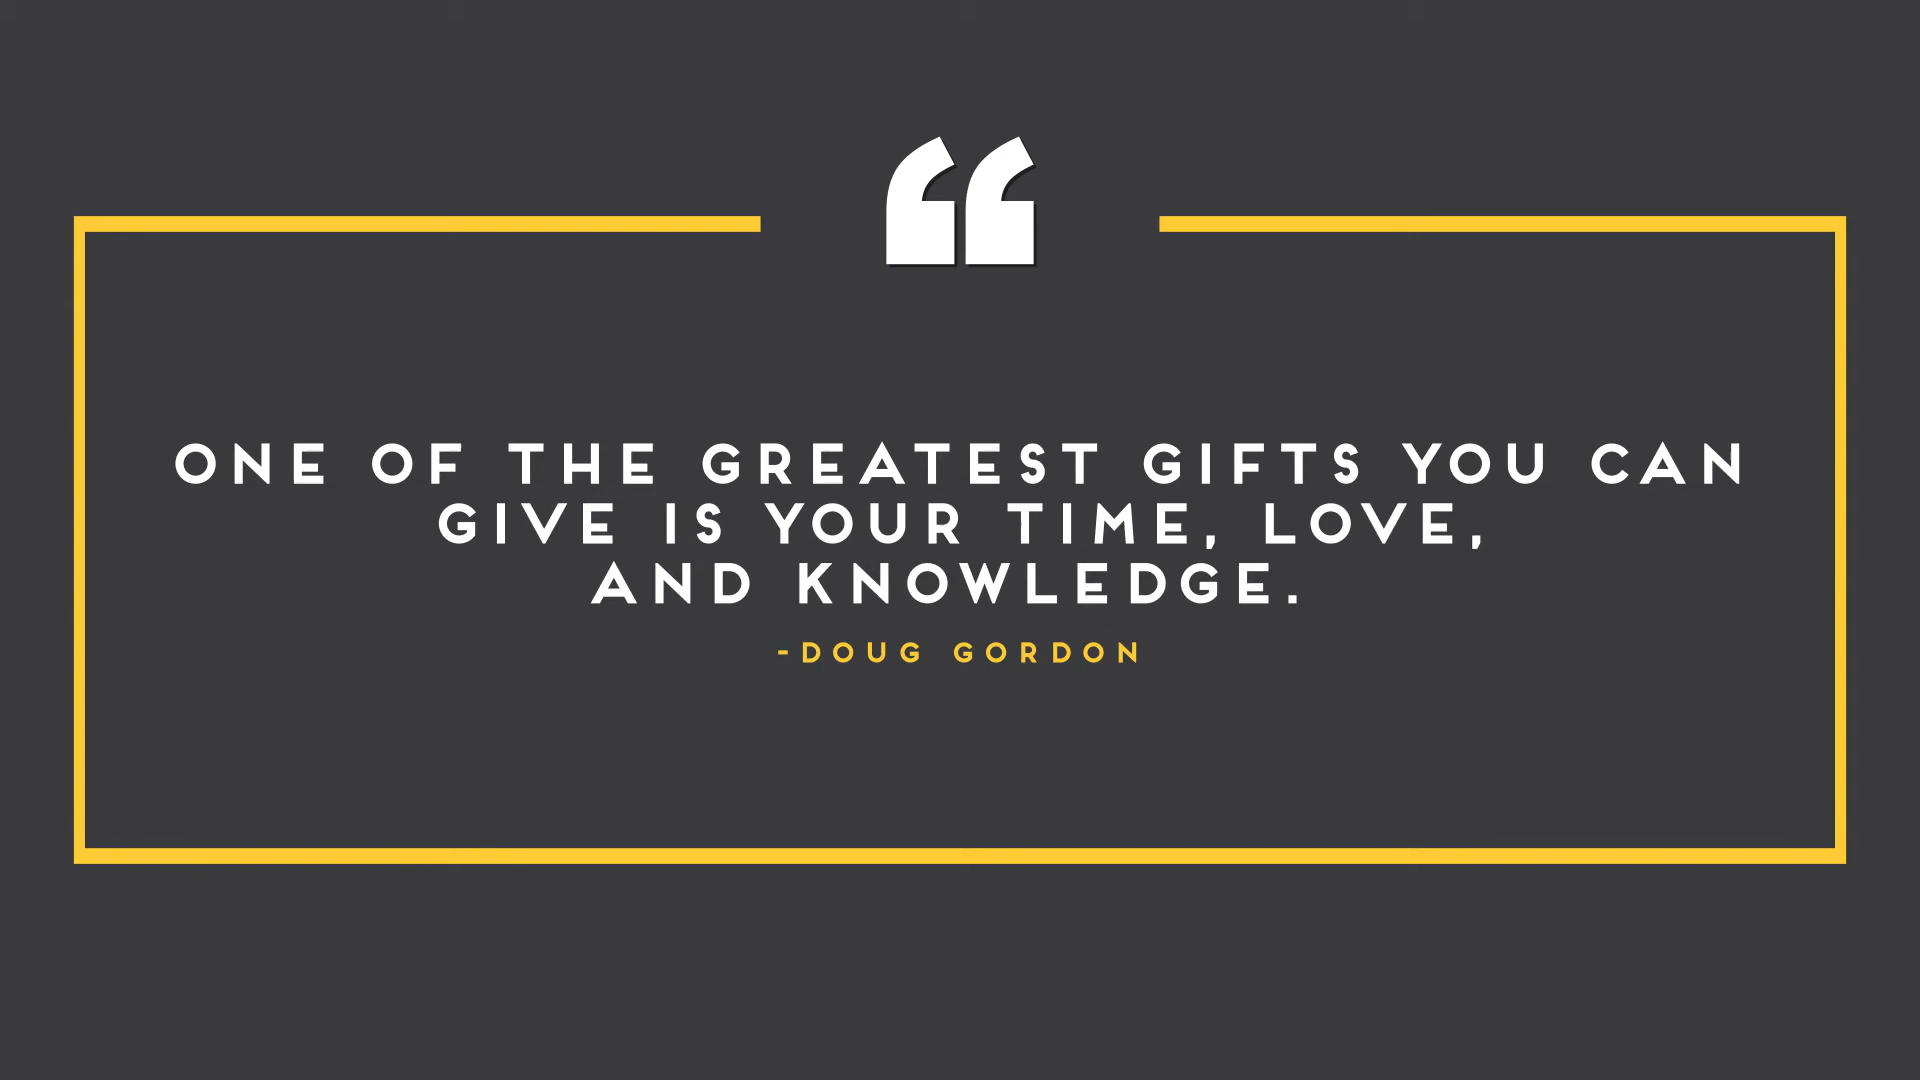 “
ONE OF THE GREATEST GIFTS YOU CAN
GIVE IS YOUR TIME, LOVE,
AND KNOWLEDGE.
-DOUG GORDON